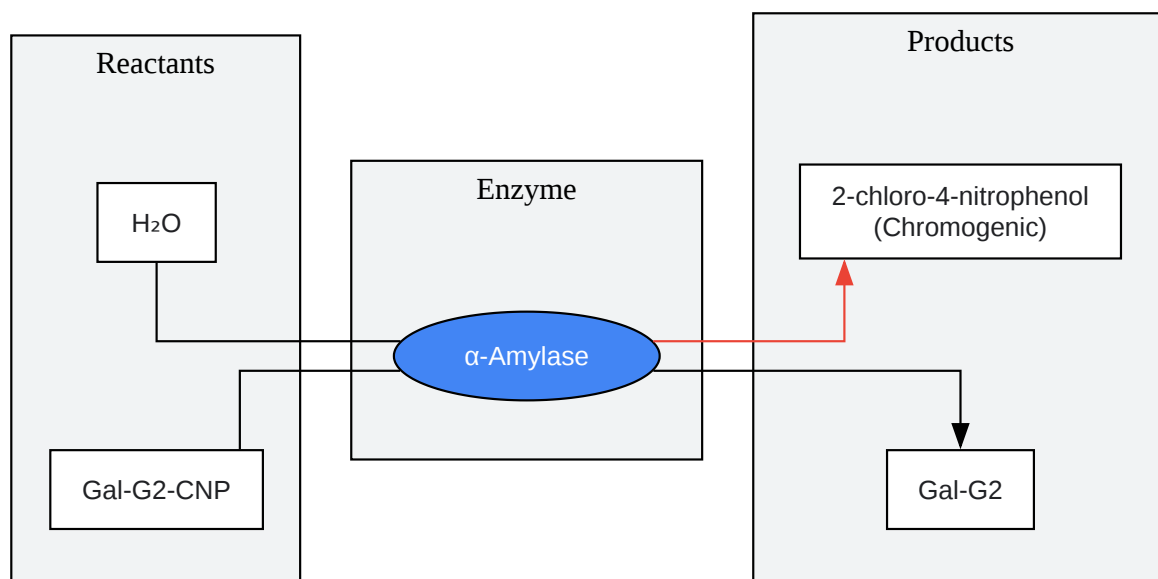 Reactants
H₂O
Gal-G2-CNP
Enzyme
α-Amylase
Products
2-chloro-4-nitrophenol
(Chromogenic)
Gal-G2